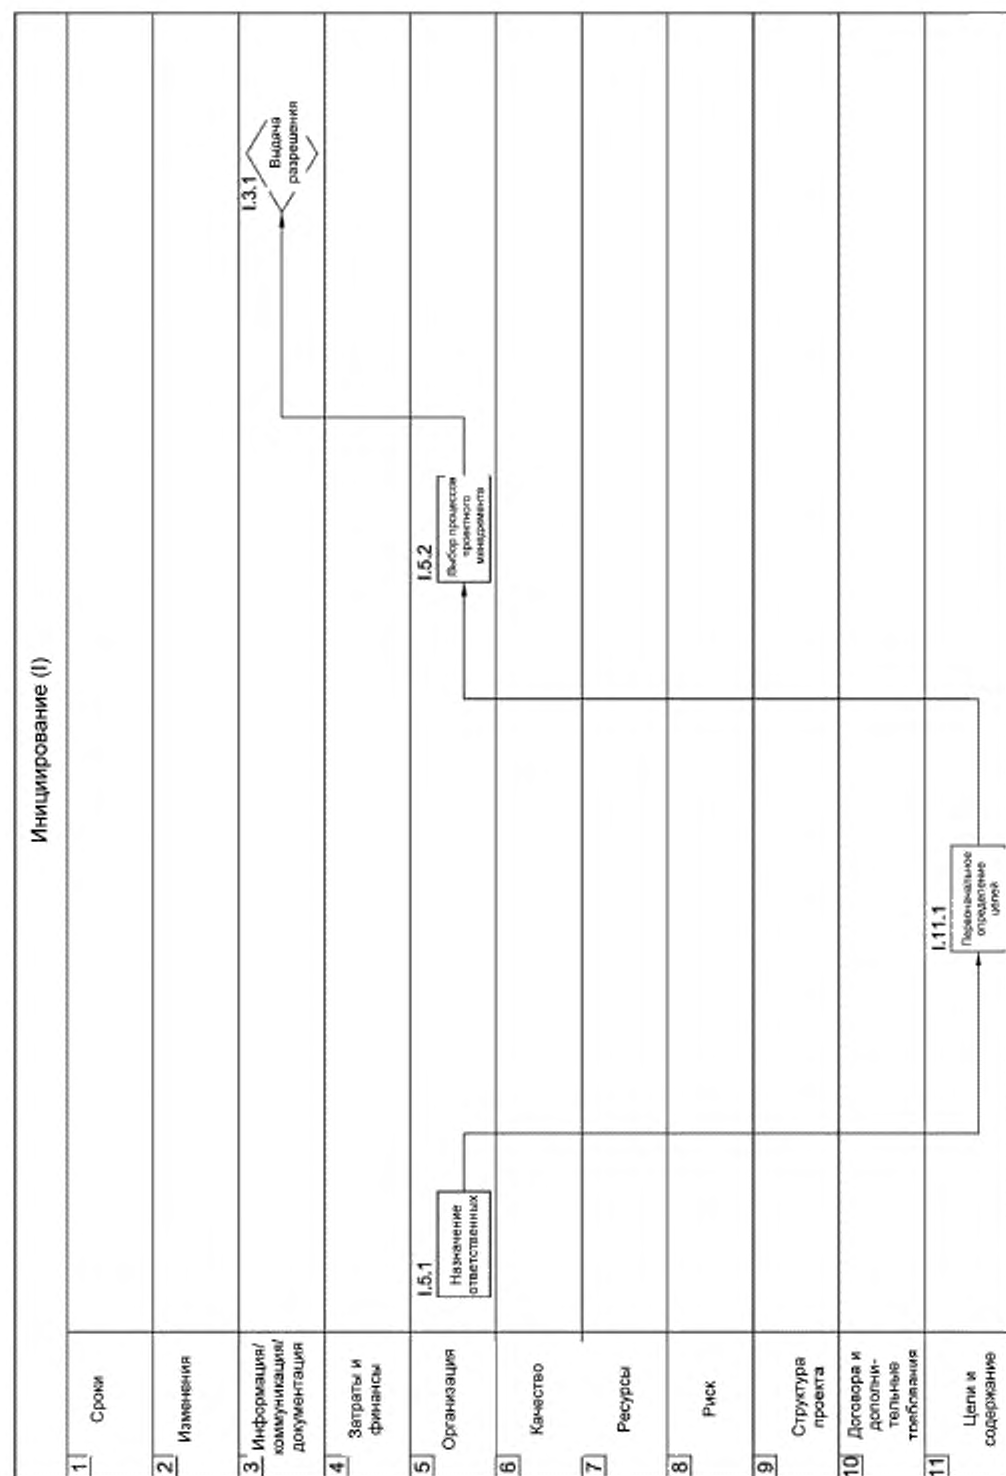 Инициирование (I)
1
Сроки
2
Изменения
3
Информация/
коммуникация/
документация
I.3.1
Выдача
разрешения
4
Затраты и
финансы
5
Организация
I.5.1
Назначение
ответственных
I.5.2
Выбор процессов
проектного
менеджмента
6
Качество
7
Ресурсы
8
Риск
9
Структура
проекта
10
Договора и
дополни-
тельные
требования
11
Цели и
содержание
I.11.1
Первоначальное
определение
целей